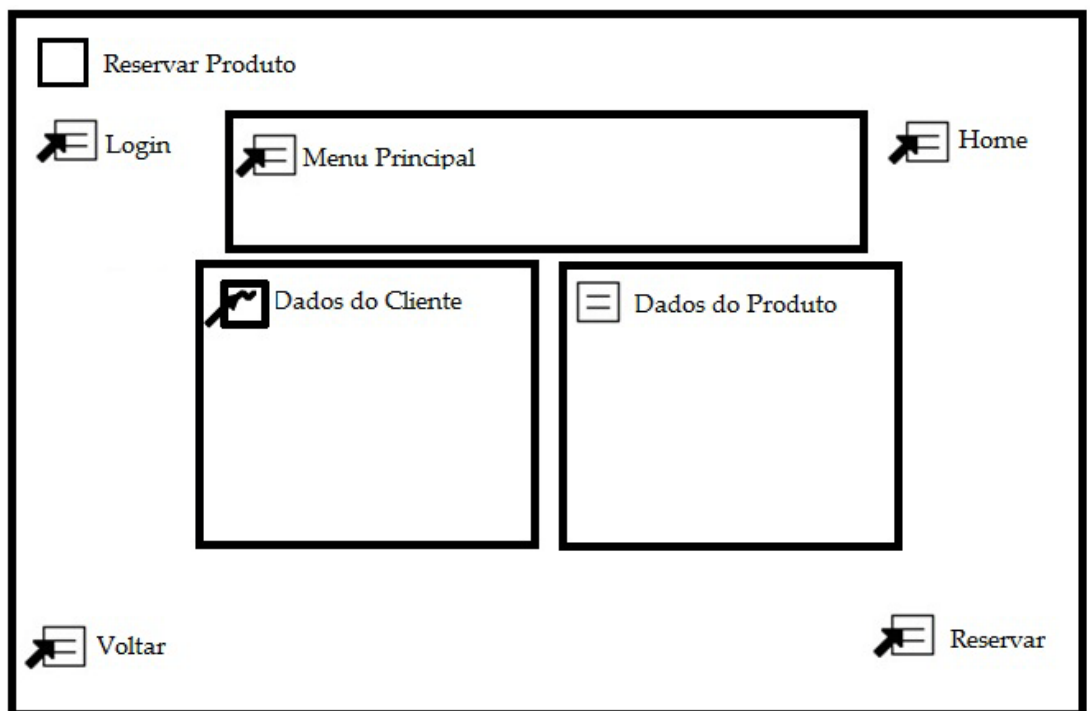 Reservar Produto
Login
Menu Principal
Home
Dados do Cliente
Dados do Produto
Voltar
Reservar